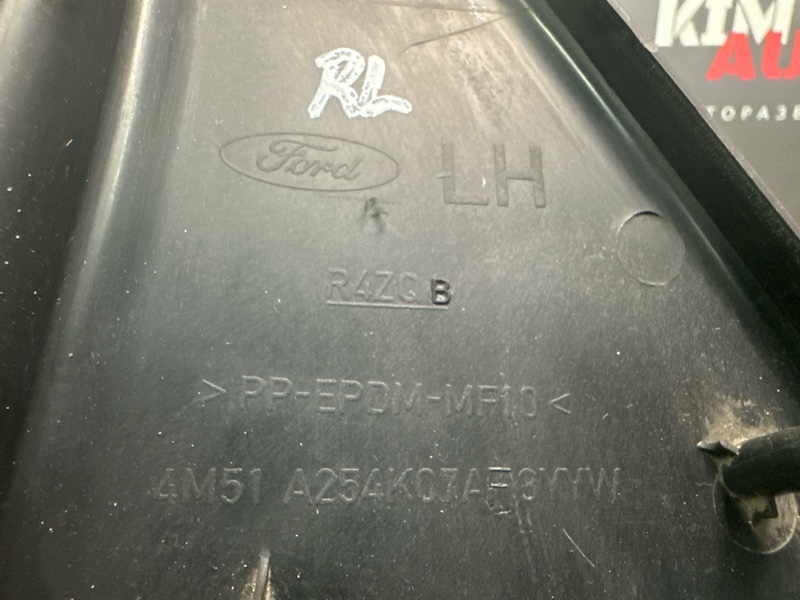 KIM
AU
ТОРАЗБ
RL
Ford
LH
A
R4ZQ B
>PP-EPDM-MF10<
4M51 A254K07AE3YYW